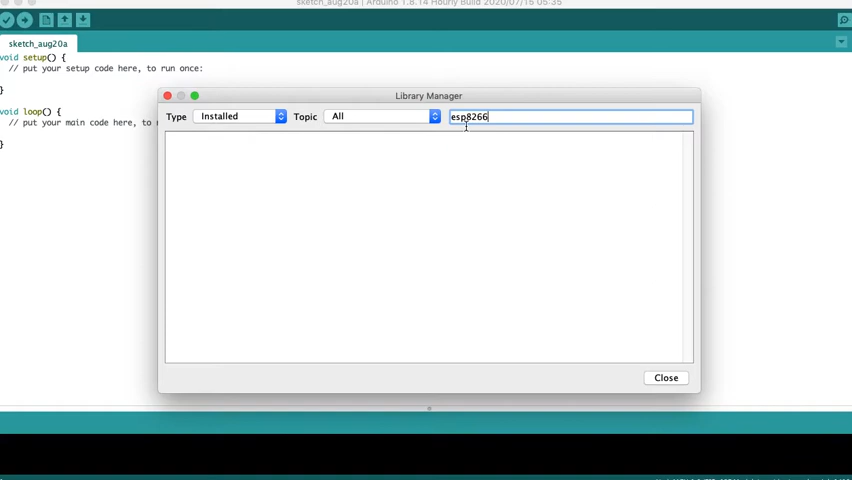 sketch_aug20a | Arduino 1.8.14 Hourly Build 2020/07/15 05:35
sketch_aug20a
void setup() {
// put your setup code here, to run once:
}
void loop() {
// put your main code here, to r
}
Library Manager
Type Installed Topic All esp8266
Close